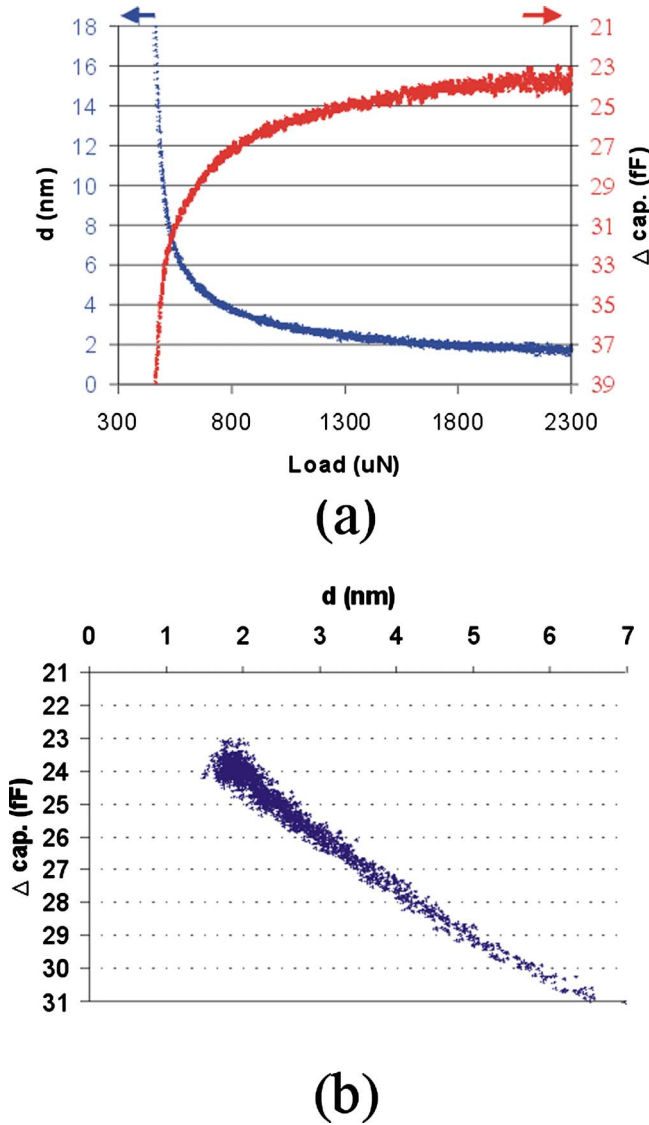 18 21
16 23
14 25
12 27
10 29
8 31
6 33
4 35
2 37
0 39
d (nm)
Δ cap. (fF)
300 800 1300 1800 2300
Load (uN)
(a)
d (nm)
0 1 2 3 4 5 6 7
21
22
23
24
25
26
27
28
29
30
31
Δ cap. (fF)
(b)